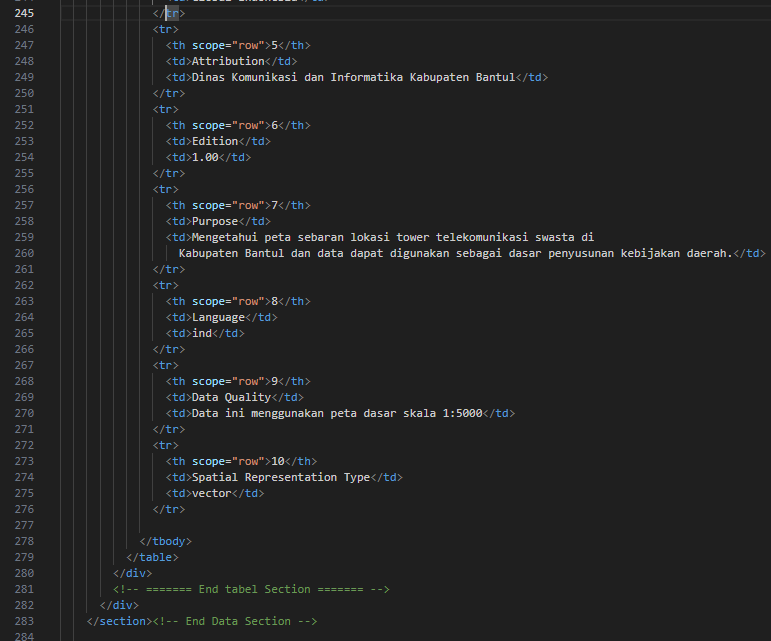 245 </tr>
246 <tr>
247 <th scope="row">5</th>
248 <td>Attribution</td>
249 <td>Dinas Komunikasi dan Informatika Kabupaten Bantul</td>
250 </tr>
251 <tr>
252 <th scope="row">6</th>
253 <td>Edition</td>
254 <td>1.00</td>
255 </tr>
256 <tr>
257 <th scope="row">7</th>
258 <td>Purpose</td>
259 <td>Mengetahui peta sebaran lokasi tower telekomunikasi swasta di
260 Kabupaten Bantul dan data dapat digunakan sebagai dasar penyusunan kebijakan daerah.</td>
261 </tr>
262 <tr>
263 <th scope="row">8</th>
264 <td>Language</td>
265 <td>ind</td>
266 </tr>
267 <tr>
268 <th scope="row">9</th>
269 <td>Data Quality</td>
270 <td>Data ini menggunakan peta dasar skala 1:5000</td>
271 </tr>
272 <tr>
273 <th scope="row">10</th>
274 <td>Spatial Representation Type</td>
275 <td>vector</td>
276 </tr>
277
278 </tbody>
279 </table>
280 </div>
281 <!-- ======= End tabel Section ======= -->
282 </div>
283 </section><!-- End Data Section -->
284